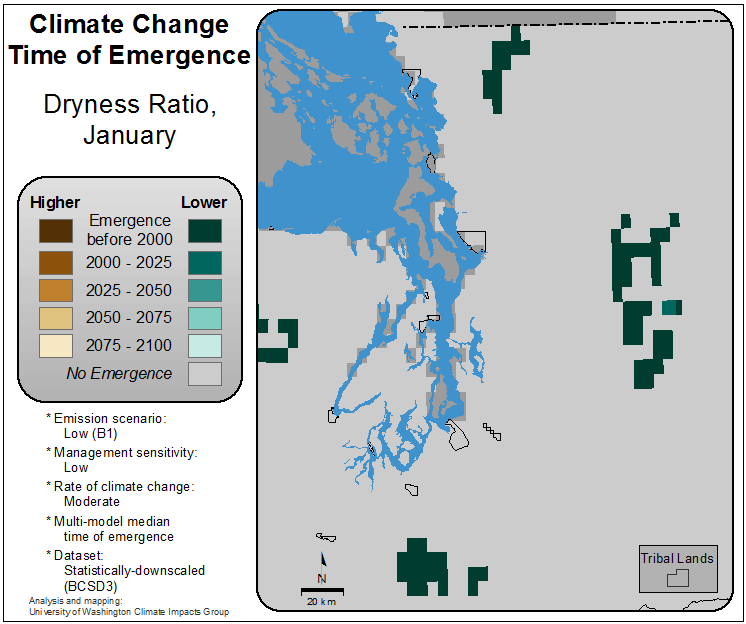 Climate Change
Time of Emergence
Dryness Ratio,
January
Higher Lower
Emergence
before 2000
2000 - 2025
2025 - 2050
2050 - 2075
2075 - 2100
No Emergence
* Emission scenario:
Low (B1)
* Management sensitivity:
Low
* Rate of climate change:
Moderate
* Multi-model median
time of emergence
* Dataset:
Statistically-downscaled
(BCSD3)
Analysis and mapping:
University of Washington Climate Impacts Group
N
20 km
Tribal Lands